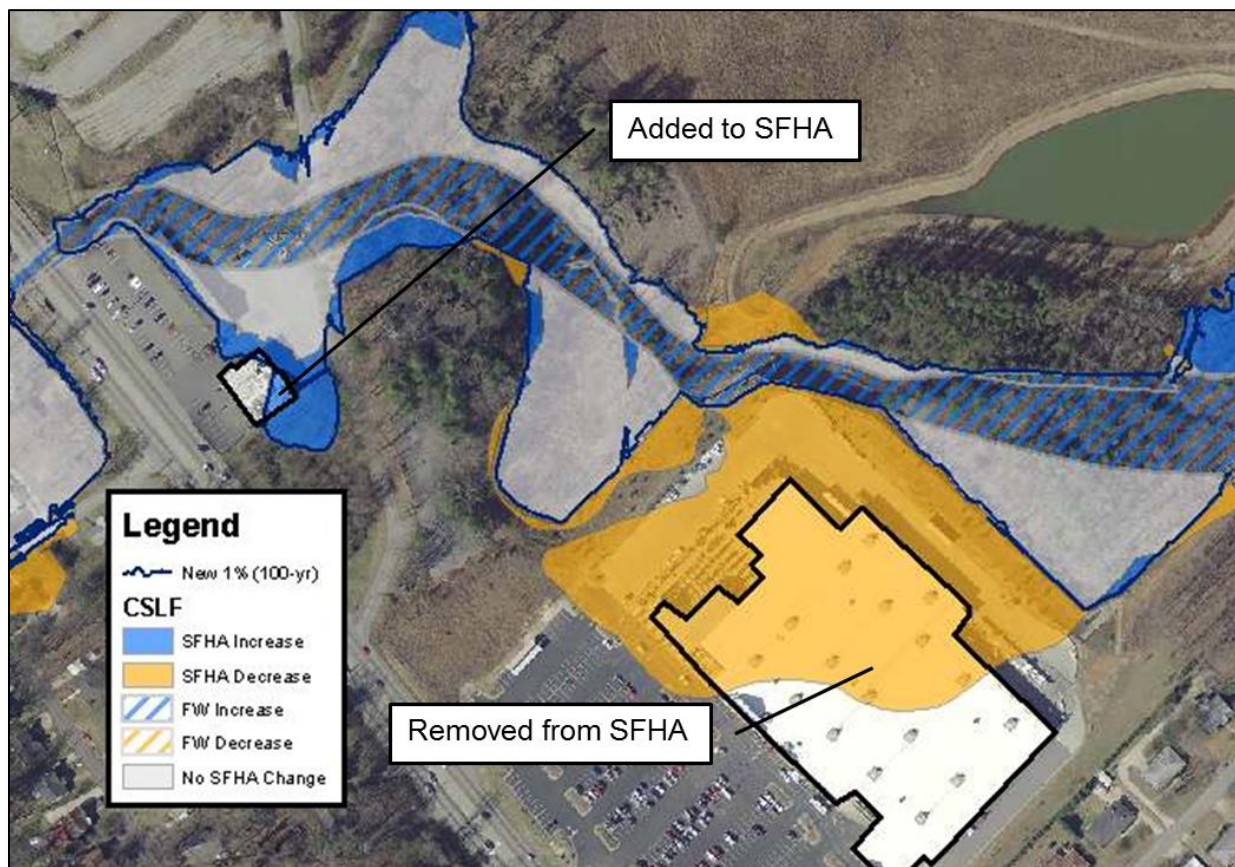 Added to SFHA
Removed from SFHA
Legend
New 1% (100-yr)
CSLF
SFHA Increase
SFHA Decrease
FW Increase
FW Decrease
No SFHA Change